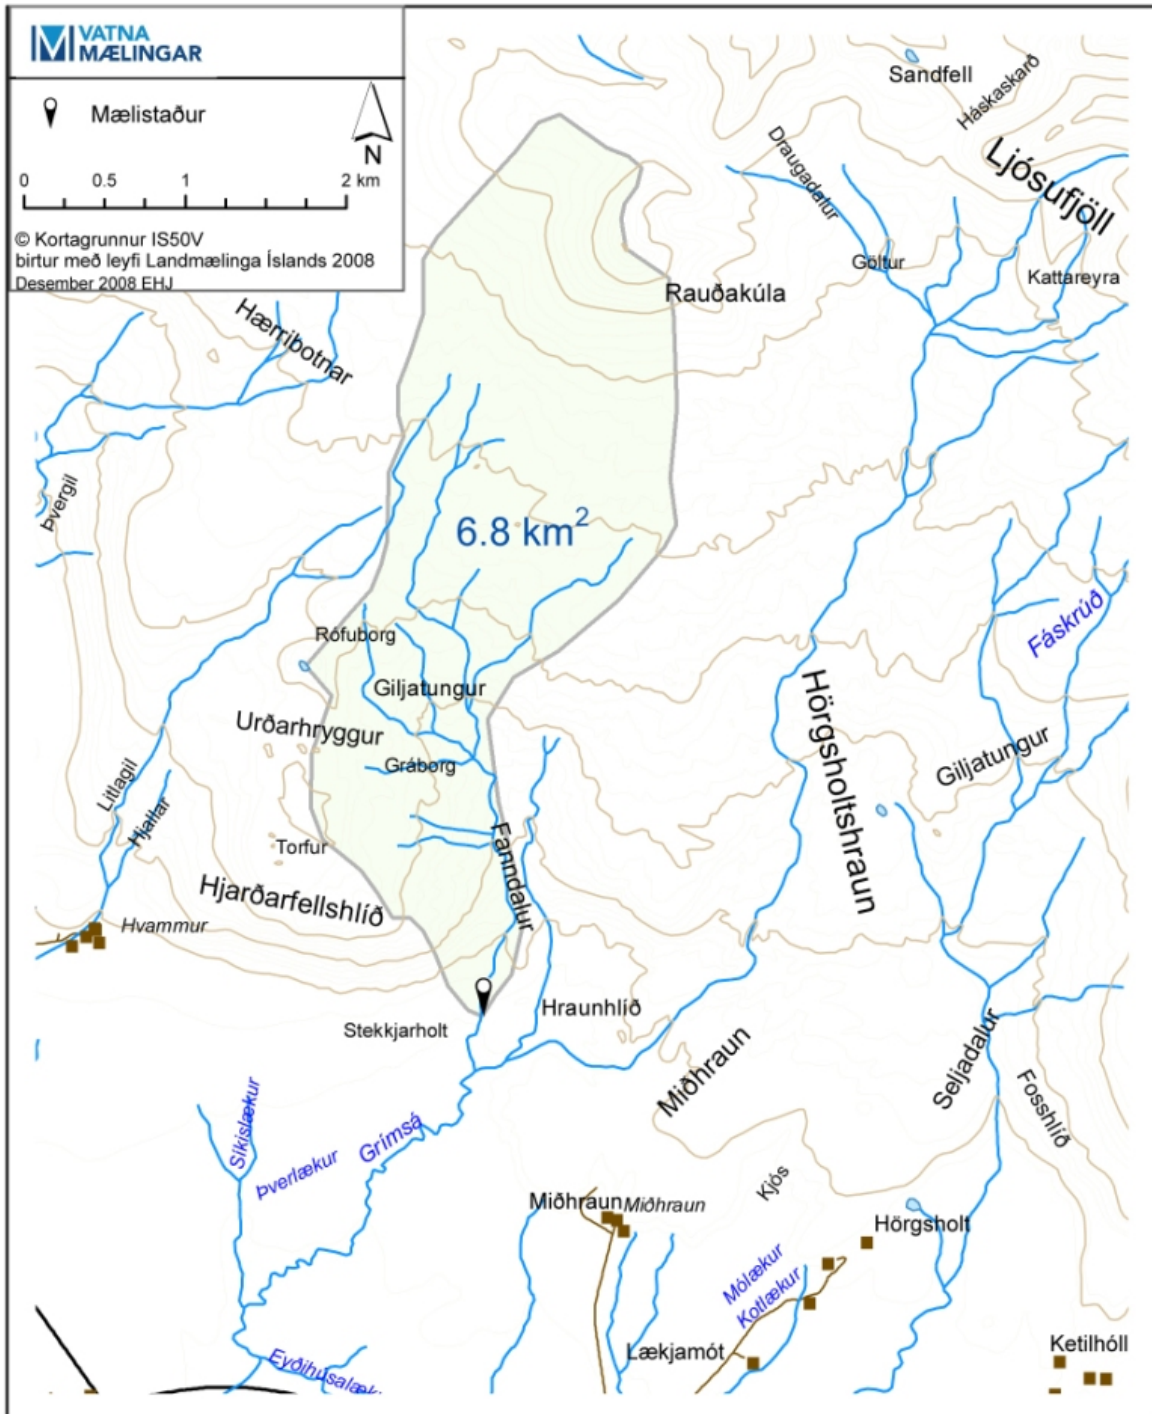 VATNA
MÆLINGAR
Mælistaður
N
0 0.5 1 2 km
© Kortagrunnur IS50V
birtur með leyfi Landmælinga Íslands 2008
Desember 2008 EHJ
Sandfell
Háskaskarð
Draugadalur
Ljósufjöll
Göltur
Kattareyra
Rauðakúla
Hærribotnar
Þvergil
6.8 km²
Fáskrúð
Rófuborg
Giljatungur
Urðarhryggur
Hörgsholtshraun
Giljatungur
Gráborg
Litlagil
Hjallar
Fanndalur
Torfur
Hjarðarfellshlíð
Hvammur
Hraunhlíð
Stekkjarholt
Miðhraun
Seljadalur
Fosshlíð
Síkislækur
Þverlækur
Grímsá
Kjós
Miðhraun
Miðhraun
Hörgsholt
Mólækur
Kotlækur
Lækjamót
Ketilhóll
Eyðihúsalæk